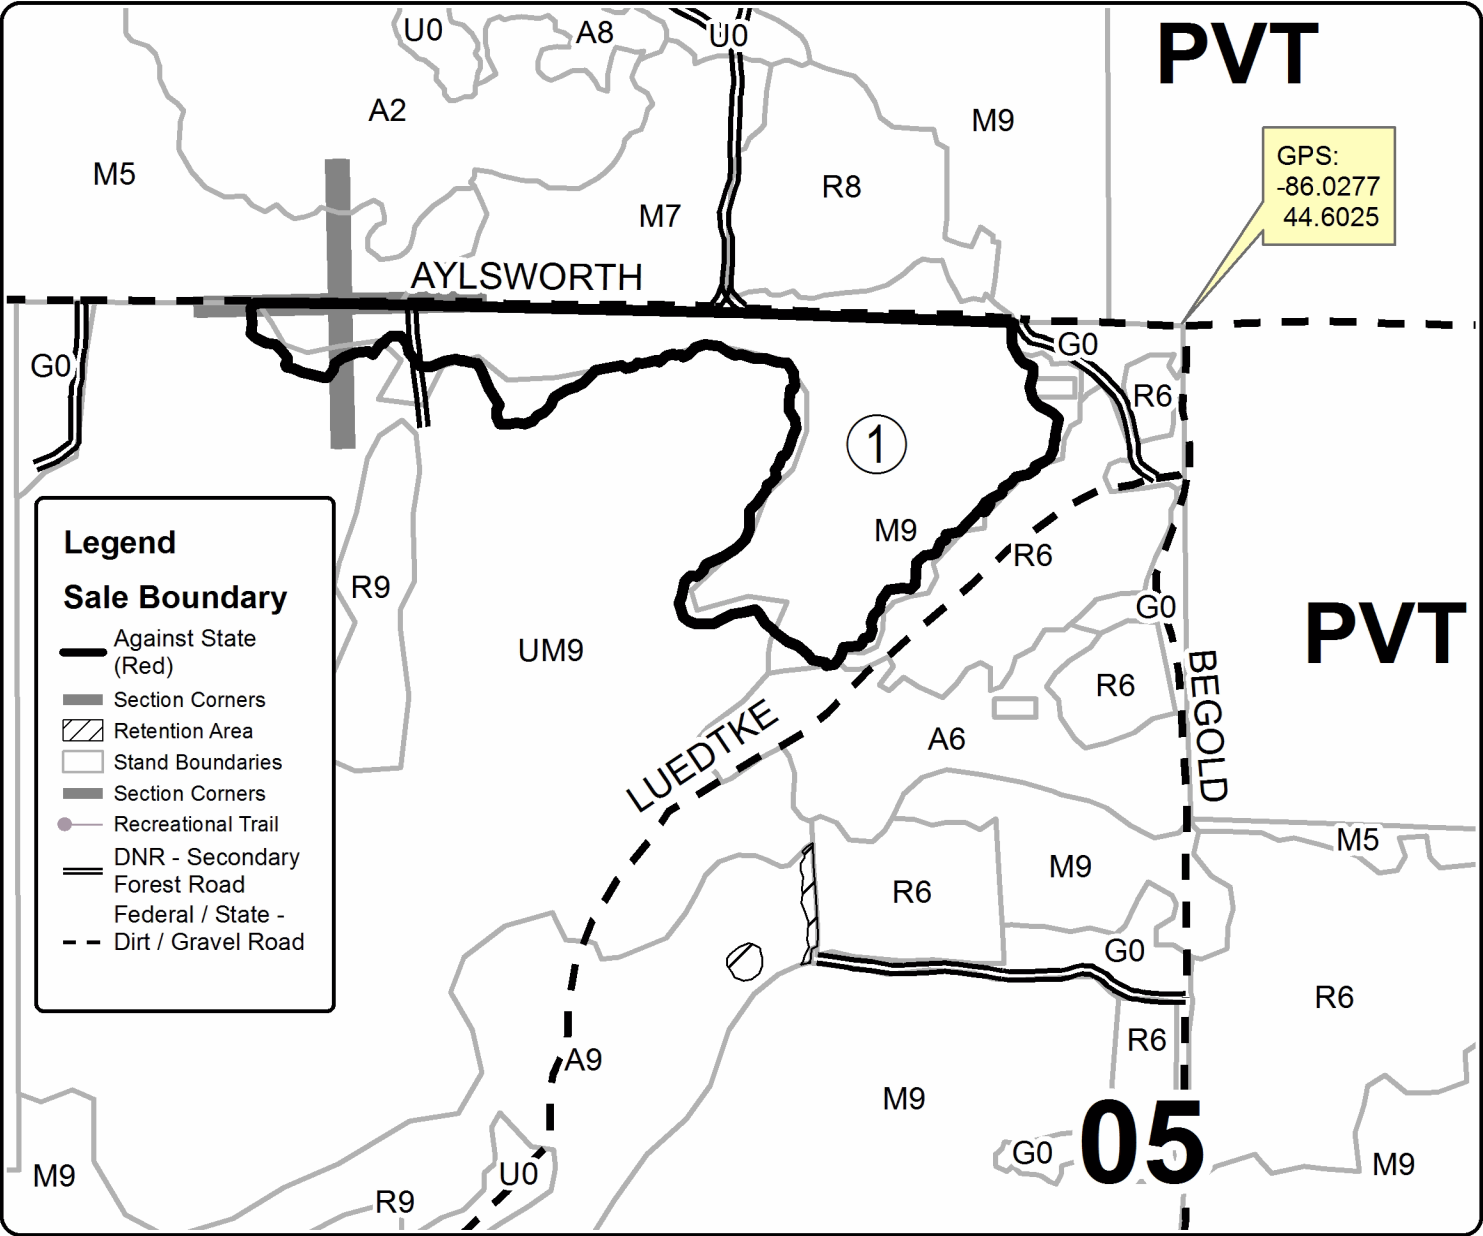 U0
A8
U0
PVT
A2
M9
M5
R8
M7
GPS:
-86.0277
44.6025
AYLSWORTH
G0
G0
R6
1
M9
R6
R9
UM9
G0
R6
PVT
BEGOLD
LUEDTKE
A6
M5
M9
R6
G0
R6
R6
A9
M9
05
G0
M9
M9
U0
R9
Legend
Sale Boundary
Against State
(Red)
Section Corners
Retention Area
Stand Boundaries
Section Corners
Recreational Trail
DNR - Secondary
Forest Road
Federal / State -
Dirt / Gravel Road